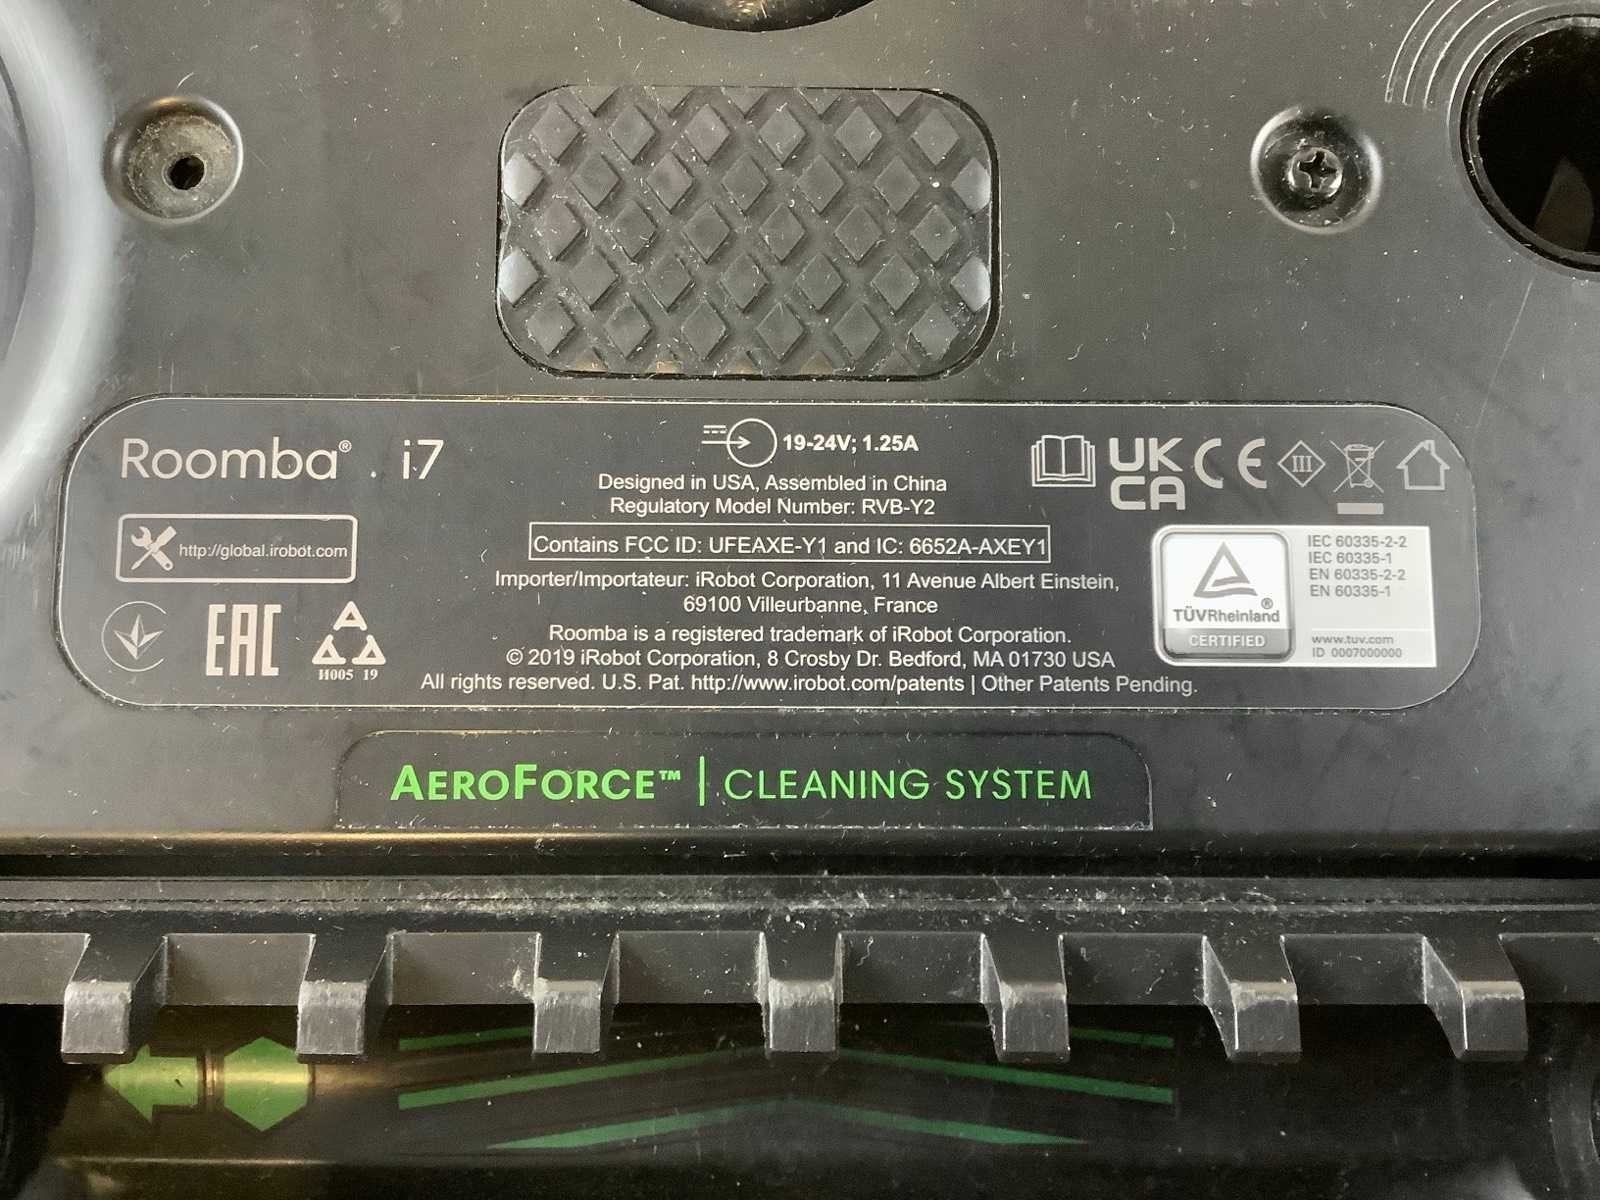 Roomba® i7
http://global.irobot.com
EAC
И005 19
19-24V; 1.25A
Designed in USA, Assembled in China
Regulatory Model Number: RVB-Y2
Contains FCC ID: UFEAXE-Y1 and IC: 6652A-AXEY1
Importer/Importateur: iRobot Corporation, 11 Avenue Albert Einstein,
69100 Villeurbanne, France
Roomba is a registered trademark of iRobot Corporation.
© 2019 iRobot Corporation, 8 Crosby Dr. Bedford, MA 01730 USA
All rights reserved. U.S. Pat. http://www.irobot.com/patents | Other Patents Pending.
UK
CA
CE
III
TÜVRheinland®
CERTIFIED
IEC 60335-2-2
IEC 60335-1
EN 60335-2-2
EN 60335-1
www.tuv.com
ID 0007000000
AEROFORCE™ | CLEANING SYSTEM